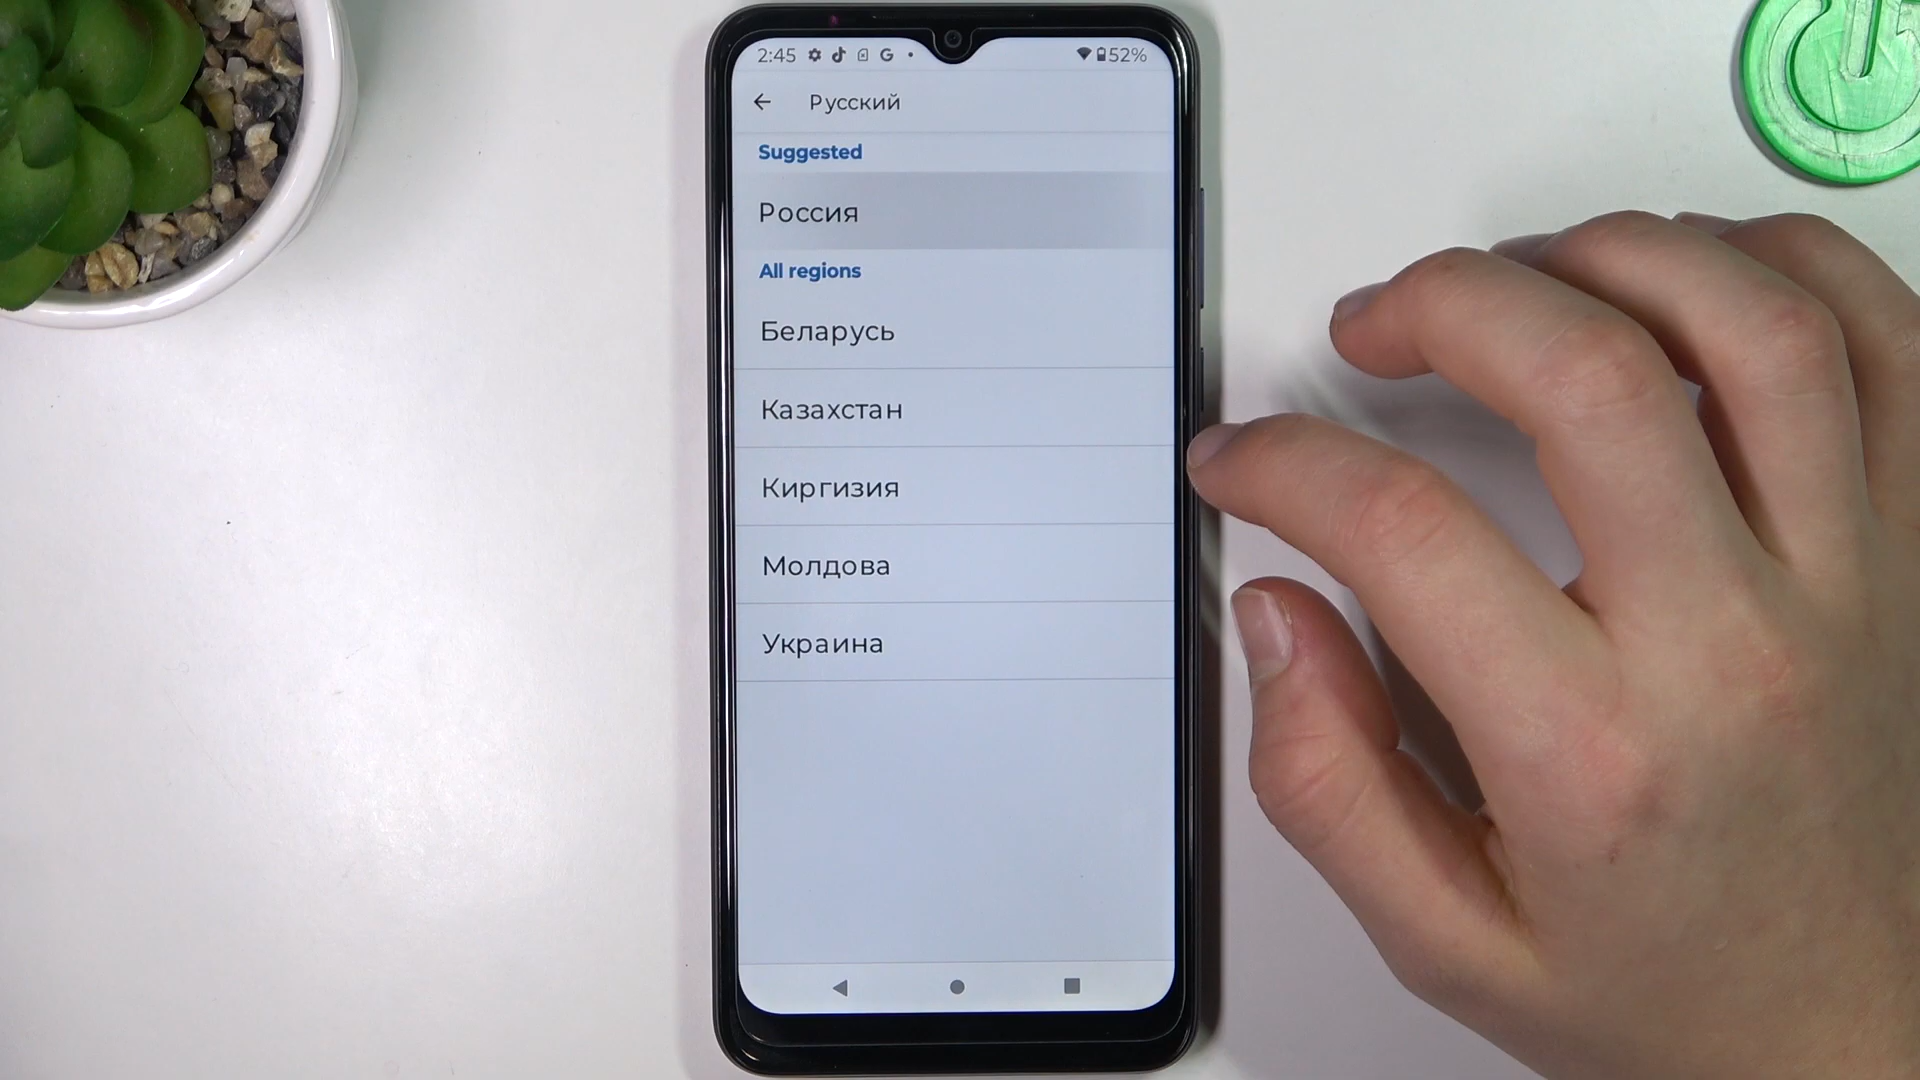 2:45 52%
Русский
Suggested
Россия
All regions
Беларусь
Казахстан
Киргизия
Молдова
Украина